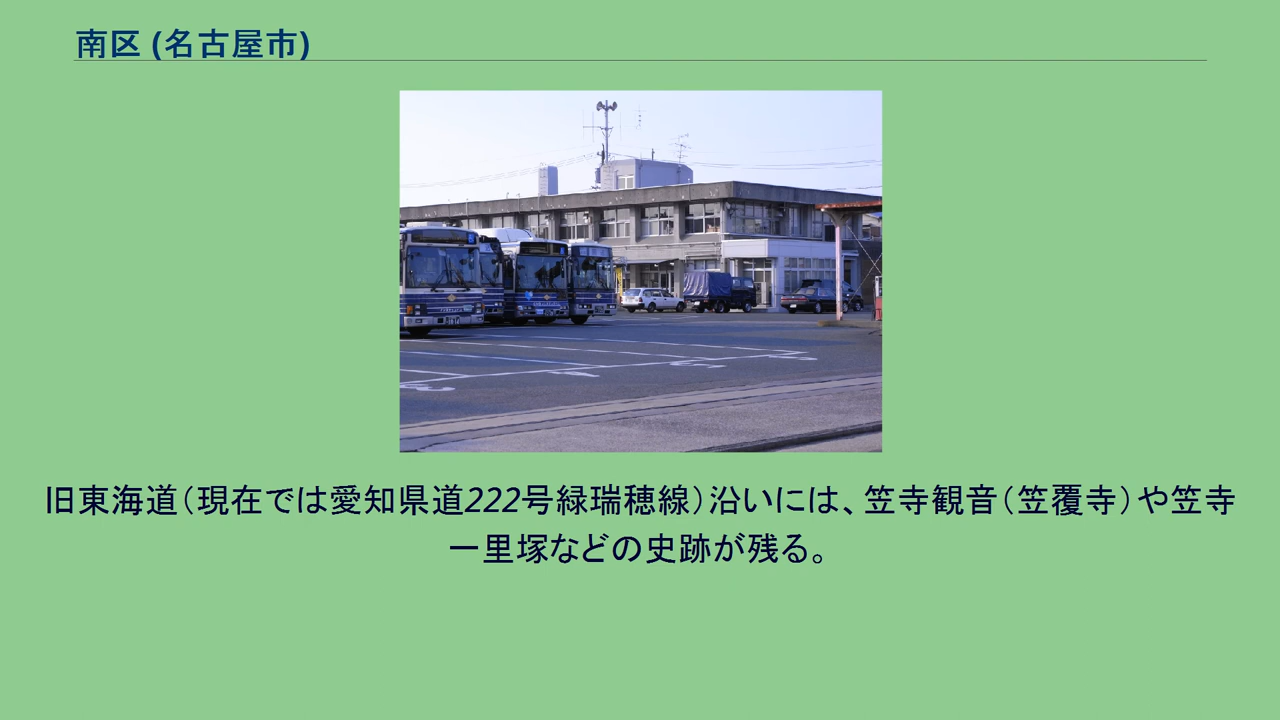 南区 (名古屋市)
旧東海道（現在では愛知県道222号緑瑞穂線）沿いには、笠寺観音（笠覆寺）や笠寺
一里塚などの史跡が残る。